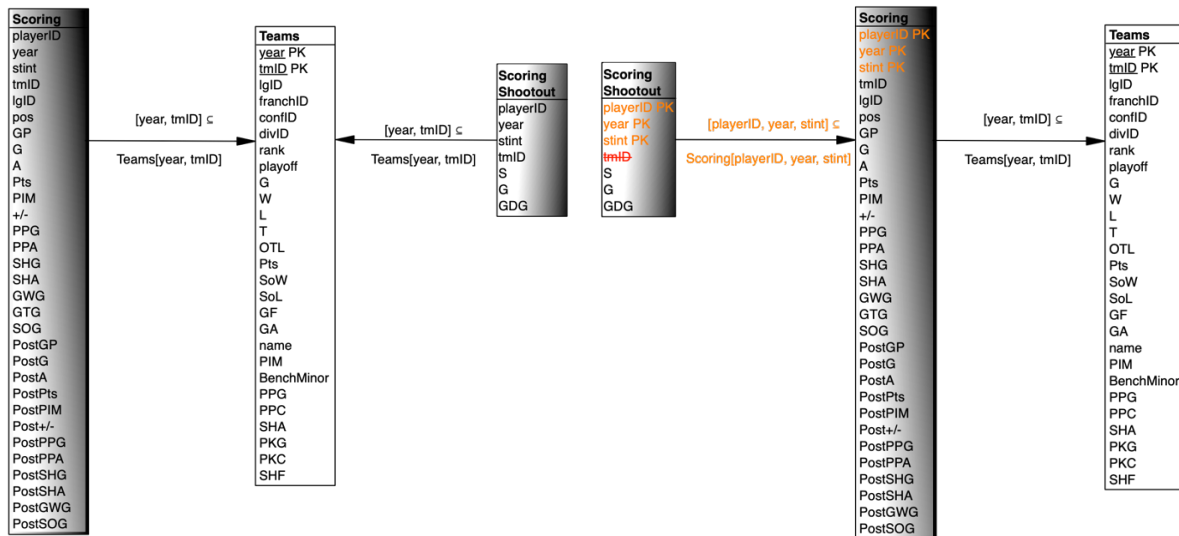 Scoring
playerID
year
stint
tmID
lgID
pos
GP
G
A
Pts
PIM
+/-
PPG
PPA
SHG
SHA
GWG
GTG
SOG
PostGP
PostG
PostA
PostPts
PostPIM
Post+/-
PostPPG
PostPPA
PostSHG
PostSHA
PostGWG
PostSOG
[year, tmID] ⊆
Teams[year, tmID]
Teams
year PK
tmID PK
lgID
franchID
confID
divID
rank
playoff
G
W
L
T
OTL
Pts
SoW
SoL
GF
GA
name
PIM
BenchMinor
PPG
PPC
SHA
PKG
PKC
SHF
[year, tmID] ⊆
Teams[year, tmID]
Scoring
Shootout
playerID
year
stint
tmID
S
G
GDG
Scoring
Shootout
playerID PK
year PK
stint PK
tmID
S
G
GDG
[playerID, year, stint] ⊆
Scoring[playerID, year, stint]
Scoring
playerID PK
year PK
stint PK
tmID
lgID
pos
GP
G
A
Pts
PIM
+/-
PPG
PPA
SHG
SHA
GWG
GTG
SOG
PostGP
PostG
PostA
PostPts
PostPIM
Post+/-
PostPPG
PostPPA
PostSHG
PostSHA
PostGWG
PostSOG
[year, tmID] ⊆
Teams[year, tmID]
Teams
year PK
tmID PK
lgID
franchID
confID
divID
rank
playoff
G
W
L
T
OTL
Pts
SoW
SoL
GF
GA
name
PIM
BenchMinor
PPG
PPC
SHA
PKG
PKC
SHF